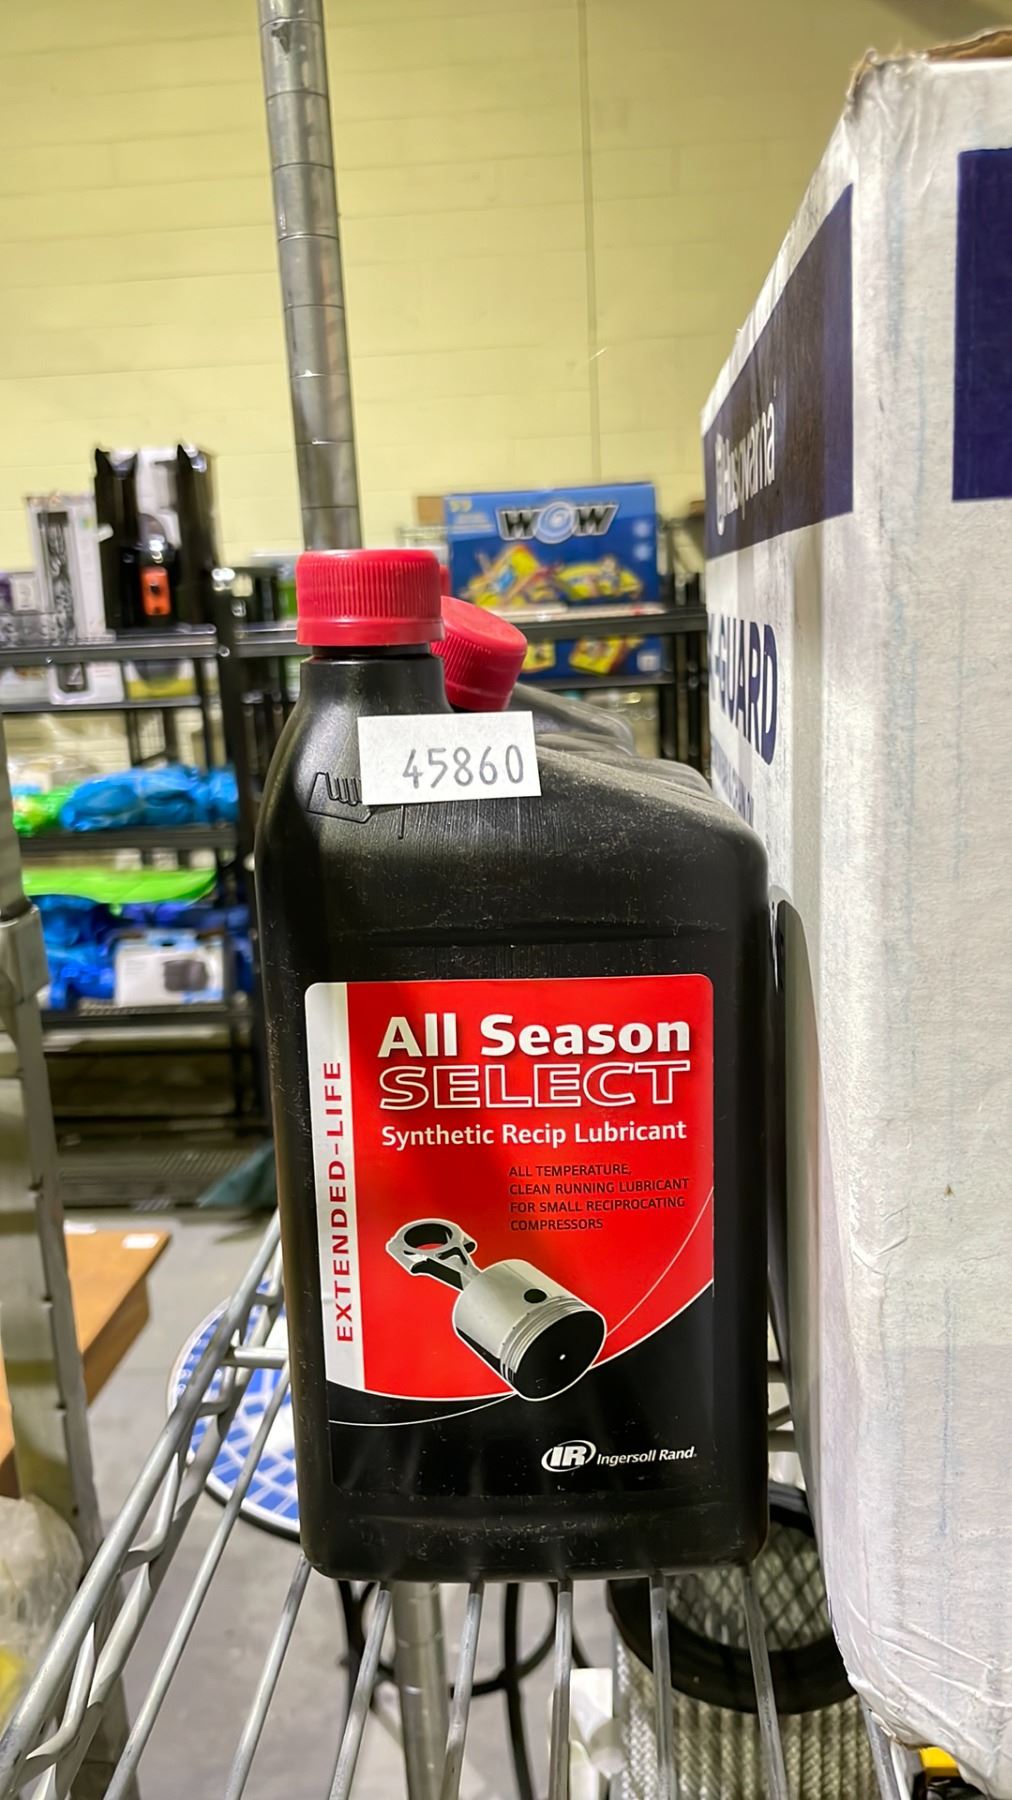 WOW
Husqvarna
GUARD
45860
All Season
SELECT
Synthetic Recip Lubricant
ALL TEMPERATURE,
CLEAN RUNNING LUBRICANT
FOR SMALL RECIPROCATING
COMPRESSORS
EXTENDED-LIFE
IR Ingersoll Rand